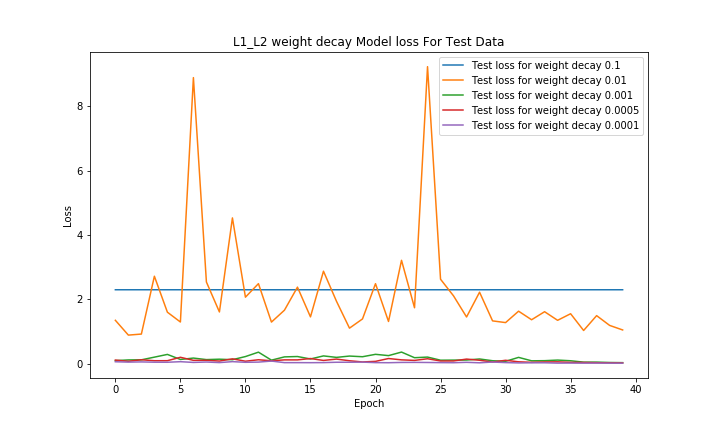 L1_L2 weight decay Model loss For Test Data
Test loss for weight decay 0.1
Test loss for weight decay 0.01
Test loss for weight decay 0.001
Test loss for weight decay 0.0005
Test loss for weight decay 0.0001
8
6
4
2
0
Loss
0 5 10 15 20 25 30 35 40
Epoch